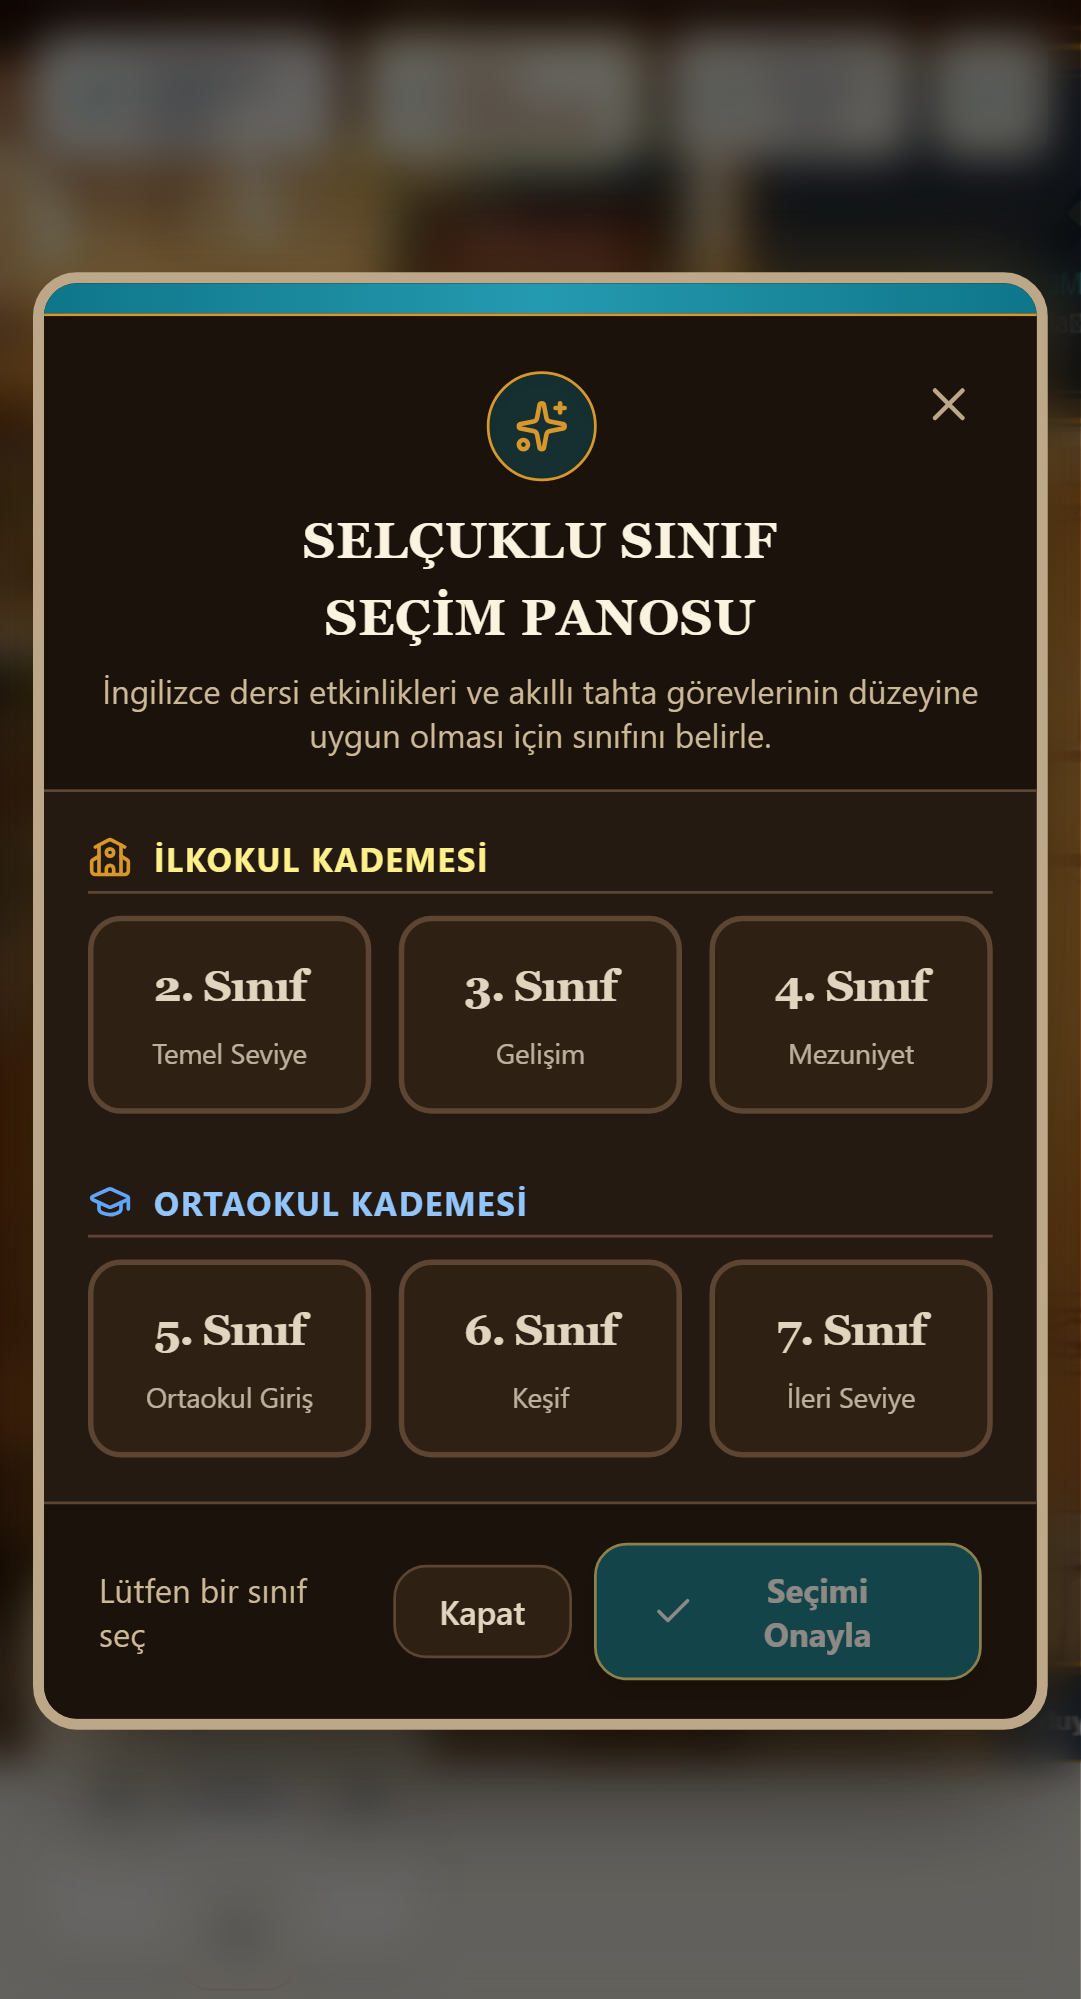 SELÇUKLU SINIF
SEÇİM PANOSU
İngilizce dersi etkinlikleri ve akıllı tahta görevlerinin düzeyine
uygun olması için sınıfını belirle.
İLKOKUL KADEMESİ
2. Sınıf
Temel Seviye
3. Sınıf
Gelişim
4. Sınıf
Mezuniyet
ORTAOKUL KADEMESİ
5. Sınıf
Ortaokul Giriş
6. Sınıf
Keşif
7. Sınıf
İleri Seviye
Lütfen bir sınıf
seç
Kapat
Seçimi
Onayla